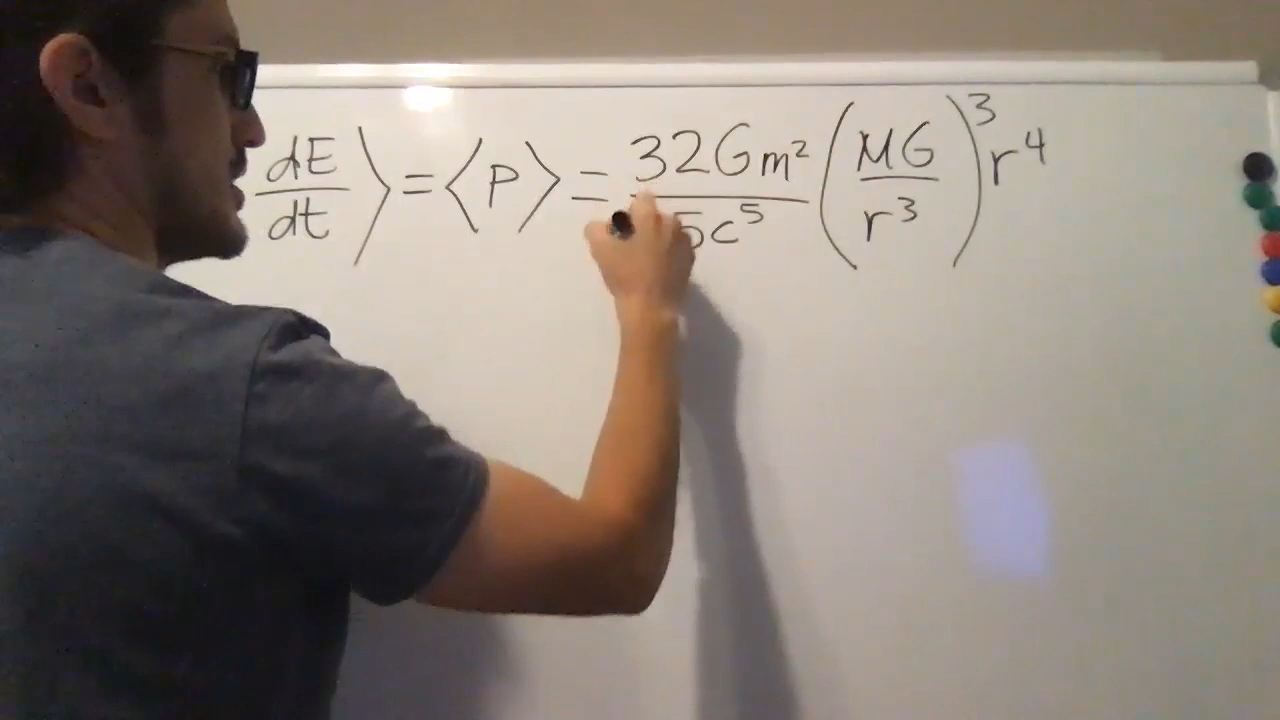 dE/dt⟩ = ⟨P⟩ = 32Gm²/5c⁵ (MG/r³)³ r⁴